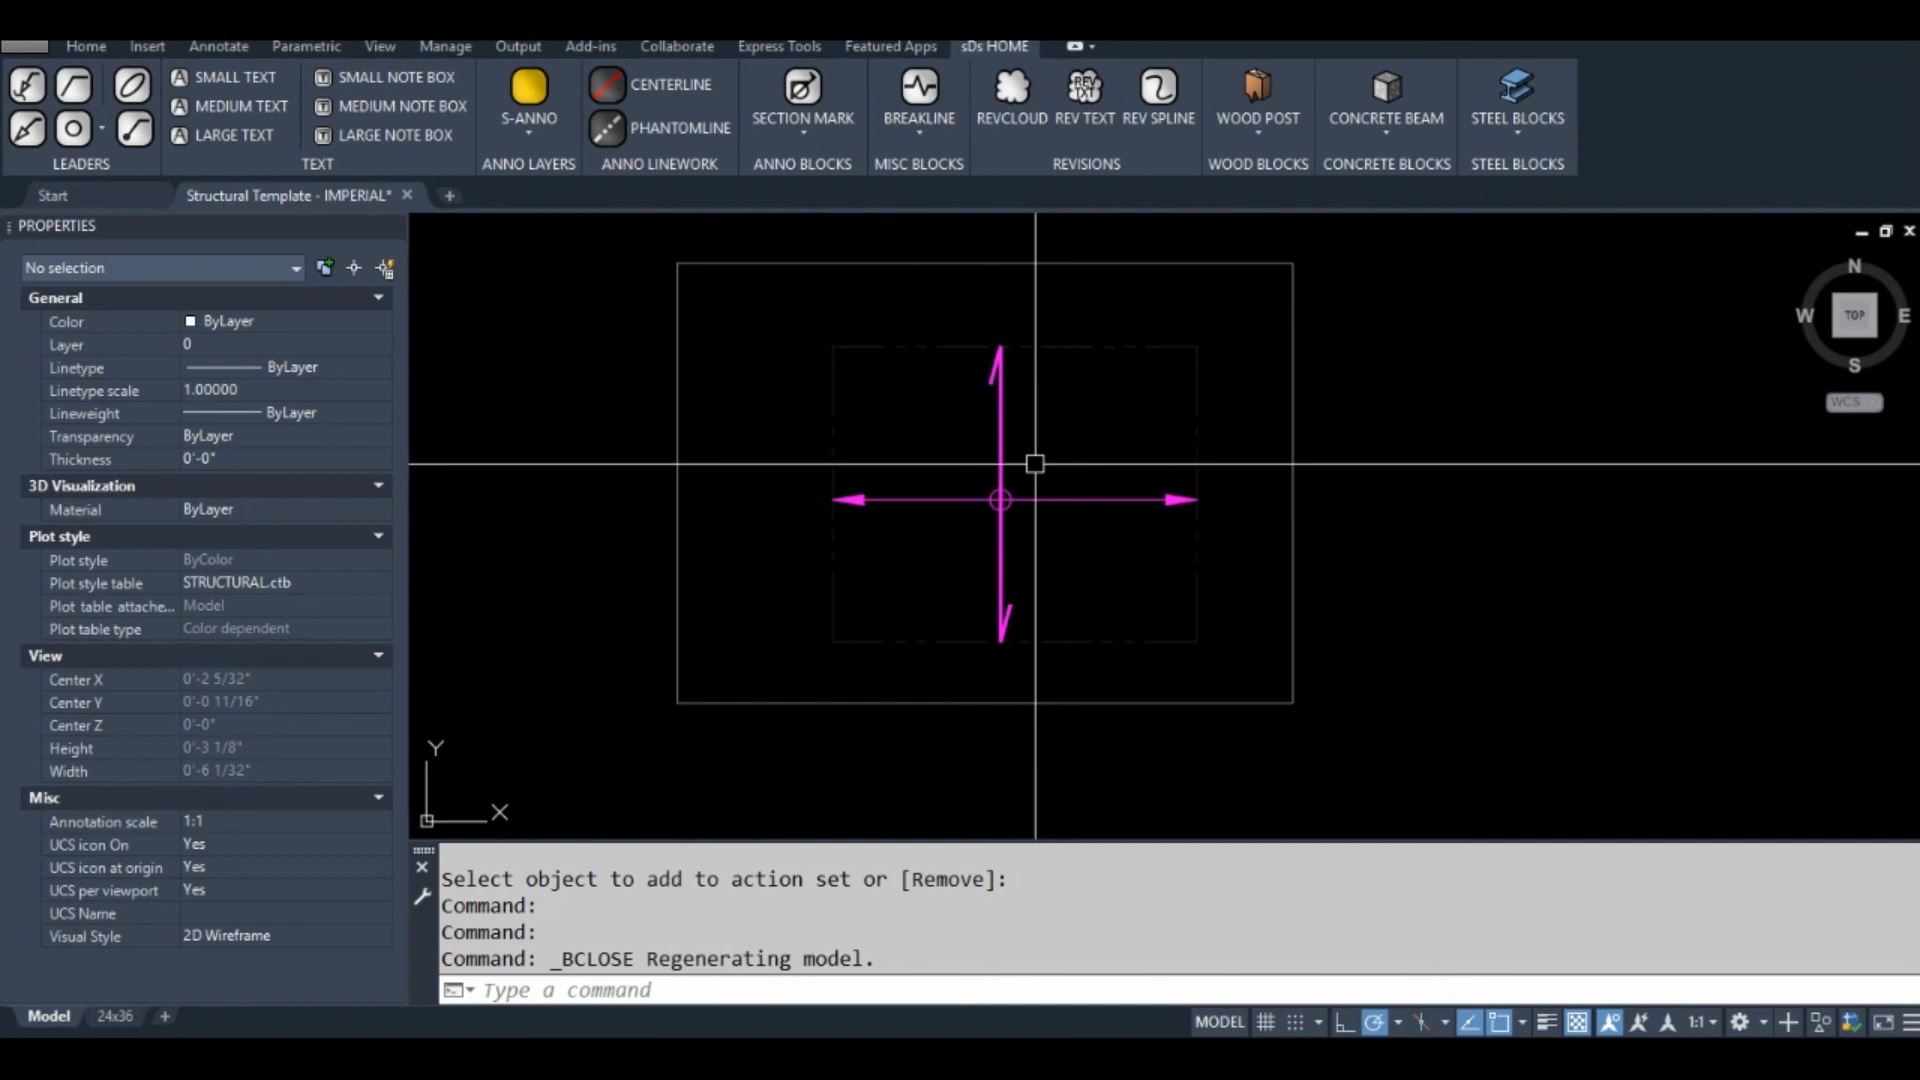 Home Insert Annotate Parametric View Manage Output Add-ins Collaborate Express Tools Featured Apps sDs HOME
SMALL TEXT
MEDIUM TEXT
LARGE TEXT
SMALL NOTE BOX
MEDIUM NOTE BOX
LARGE NOTE BOX
S-ANNO
CENTERLINE
PHANTOMLINE
SECTION MARK
BREAKLINE
REV
TXT
REVCLOUD REV TEXT REV SPLINE
WOOD POST
CONCRETE BEAM
STEEL BLOCKS
LEADERS TEXT ANNO LAYERS ANNO LINEWORK ANNO BLOCKS MISC BLOCKS REVISIONS WOOD BLOCKS CONCRETE BLOCKS STEEL BLOCKS
Start Structural Template - IMPERIAL*
PROPERTIES
No selection
General
Color ByLayer
Layer 0
Linetype ByLayer
Linetype scale 1.00000
Lineweight ByLayer
Transparency ByLayer
Thickness 0'-0"
3D Visualization
Material ByLayer
Plot style
Plot style ByColor
Plot style table STRUCTURAL.ctb
Plot table attache... Model
Plot table type Color dependent
View
Center X 0'-2 5/32"
Center Y 0'-0 11/16"
Center Z 0'-0"
Height 0'-3 1/8"
Width 0'-6 1/32"
Misc
Annotation scale 1:1
UCS icon On Yes
UCS icon at origin Yes
UCS per viewport Yes
UCS Name
Visual Style 2D Wireframe
N
W TOP E
S
WCS
Y
X
Select object to add to action set or [Remove]:
Command:
Command:
Command: _BCLOSE Regenerating model.
Type a command
Model 24x36
MODEL 1:1